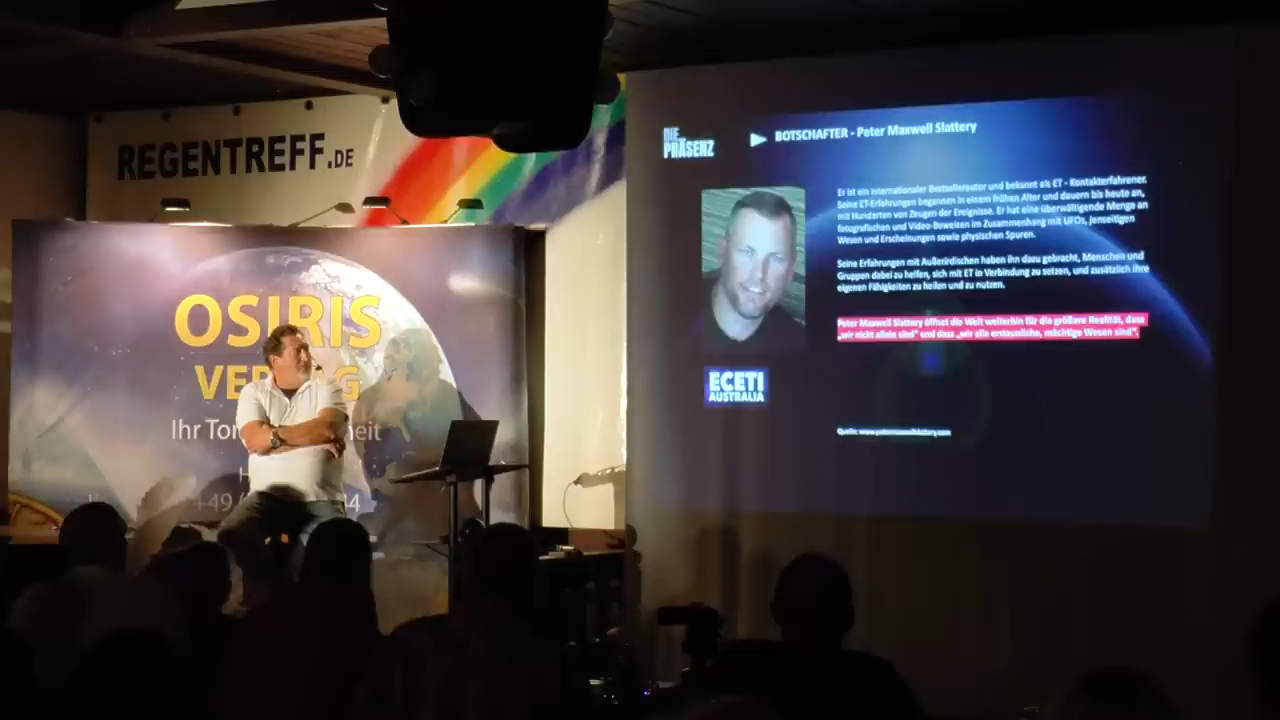 REGENTREFF.DE
OSIRIS
Ihr Tor
heit
DIE
PRÄSENZ
BOTSCHAFTER - Peter Maxwell Slattery
Er ist ein internationaler Bestsellerautor und bekannt als ET - Kontakterfahrener.
Seine ET-Erfahrungen begannen in einem frühen Alter und dauern bis heute an,
mit Hunderten von Zeugen der Ereignisse. Er hat eine überwältigende Menge an
fotografischen und Video-Beweisen im Zusammenhang mit UFOs, jenseitigen
Wesen und Erscheinungen sowie physischen Spuren.
Seine Erfahrungen mit Außerirdischen haben ihn dazu gebracht, Menschen und
Gruppen dabei zu helfen, sich mit ET in Verbindung zu setzen, und zusätzlich ihre
eigenen Fähigkeiten zu heilen und zu nutzen.
Peter Maxwell Slattery öffnet die Welt weiterhin für die größere Realität, dass
„wir nicht allein sind" und dass „wir alle erstaunliche, mächtige Wesen sind".
ECETI
AUSTRALIA
Quelle: www.petermaxwellslattery.com